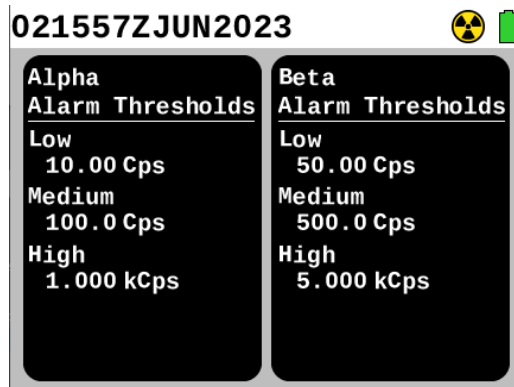 021557ZJUN2023
Alpha
Alarm Thresholds
Low
10.00 Cps
Medium
100.0 Cps
High
1.000 kCps
Beta
Alarm Thresholds
Low
50.00 Cps
Medium
500.0 Cps
High
5.000 kCps